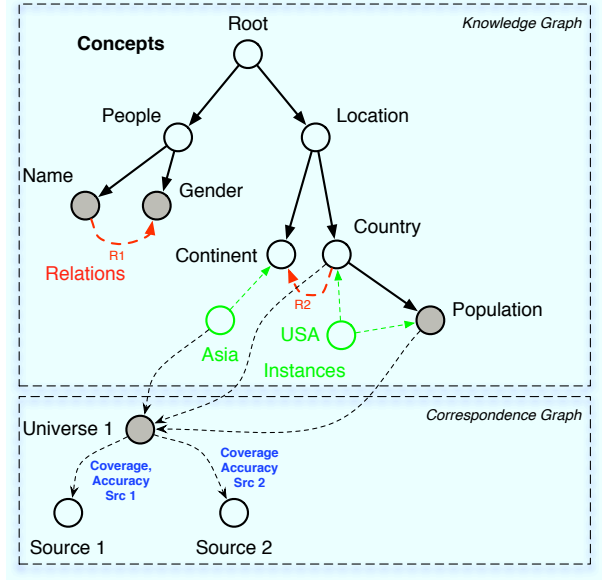 Root
Knowledge Graph
Concepts
People
Location
Name
Gender
Country
R1
Continent
Relations
R2
Population
USA
Asia
Instances
Correspondence Graph
Universe 1
Coverage,
Accuracy
Src 1
Coverage
Accuracy
Src 2
Source 1
Source 2